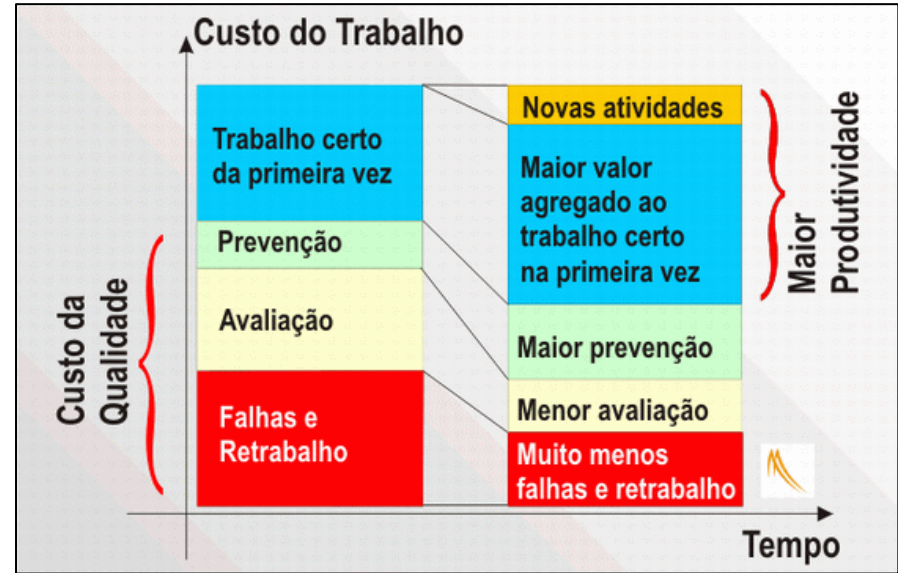 Custo do Trabalho
Trabalho certo
da primeira vez
Prevenção
Avaliação
Falhas e
Retrabalho
Custo da
Qualidade
Novas atividades
Maior valor
agregado ao
trabalho certo
na primeira vez
Maior prevenção
Menor avaliação
Muito menos
falhas e retrabalho
Maior
Produtividade
Tempo